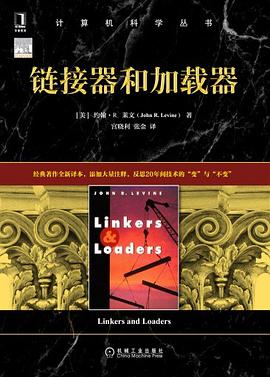 计算机科学丛书
链接器和加载器
[美] 约翰·R. 莱文 (John R. Levine) 著
宫晓利 张金 译
经典著作全新译本,添加大量注释,反思20年间技术的“变”与“不变”
JOHN R. LEVINE
Linkers
& Loaders
Linkers and Loaders
机械工业出版社
China Machine Press